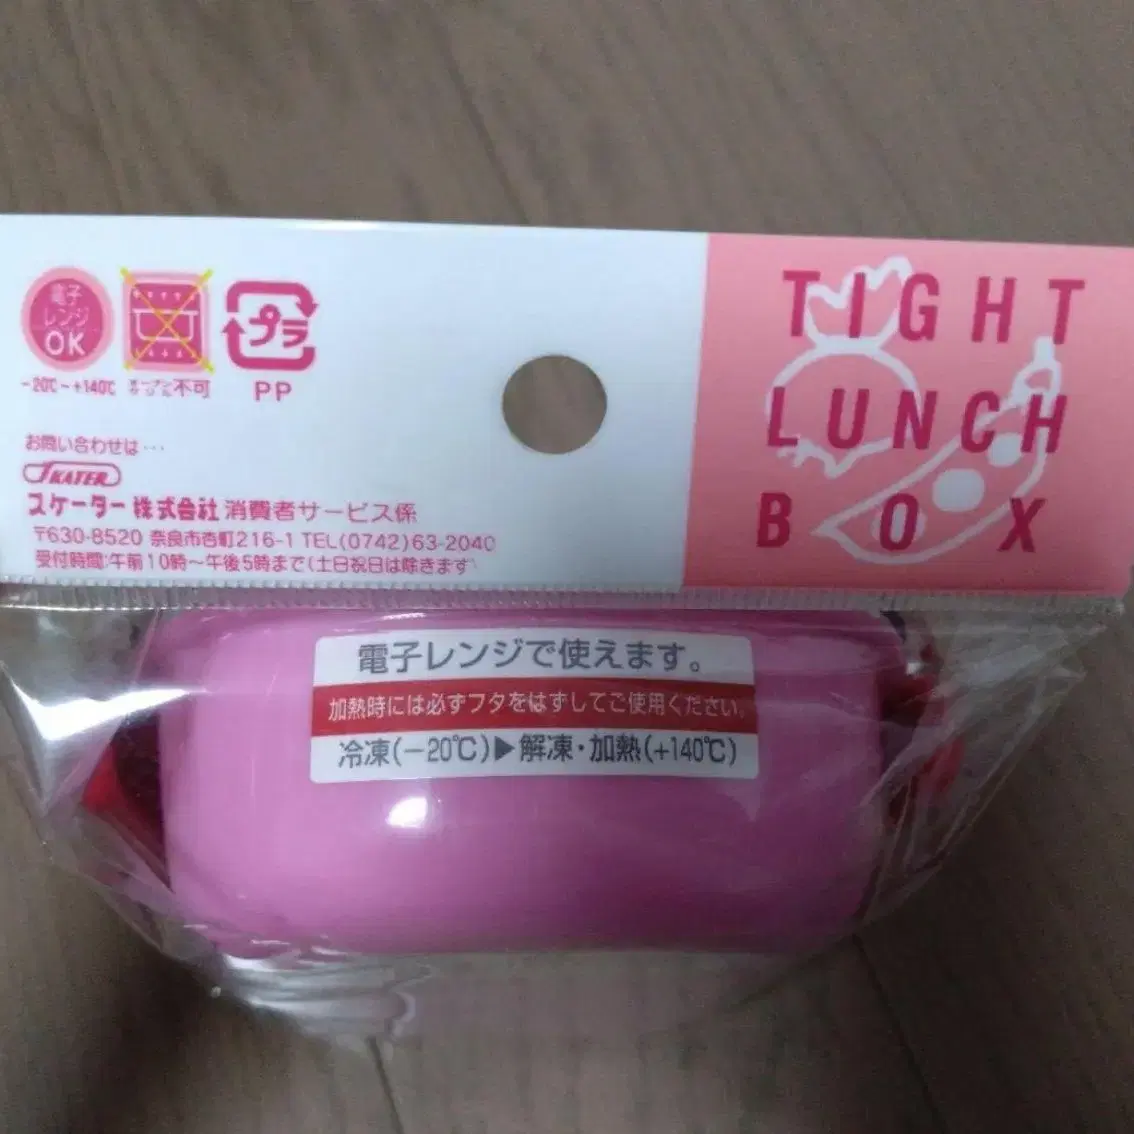 電子
レンジ
OK
-20℃~+140℃
不可
プラ
PP
お問い合わせは…
SKATER
スケーター株式会社 消費者サービス係
〒630-8520 奈良市杏町216-1 TEL(0742)63-2040
受付時間:午前10時~午後5時まで(土日祝日は除きます)
TIGHT
LUNCH
BOX
電子レンジで使えます。
加熱時には必ずフタをはずしてご使用ください。
冷凍(-20℃)▶解凍・加熱(+140℃)